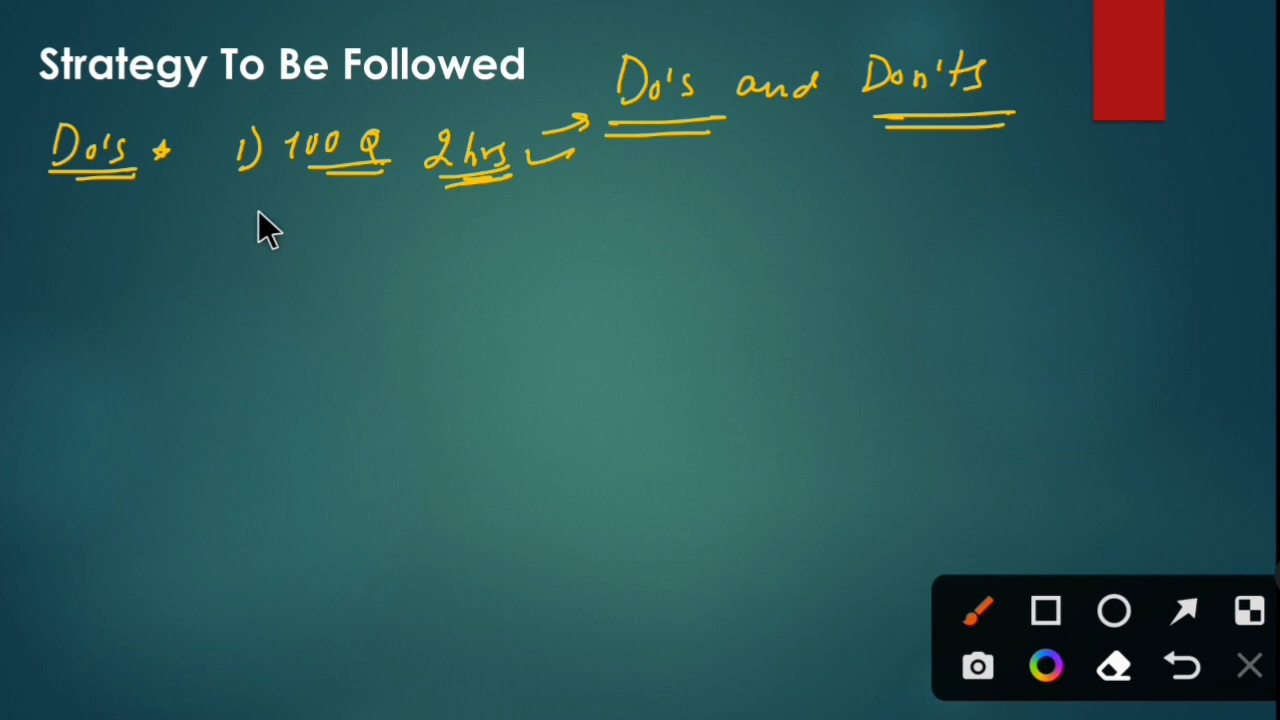 Strategy To Be Followed
Do's and Don'ts
Do's * 1) 100 Q 2 hrs